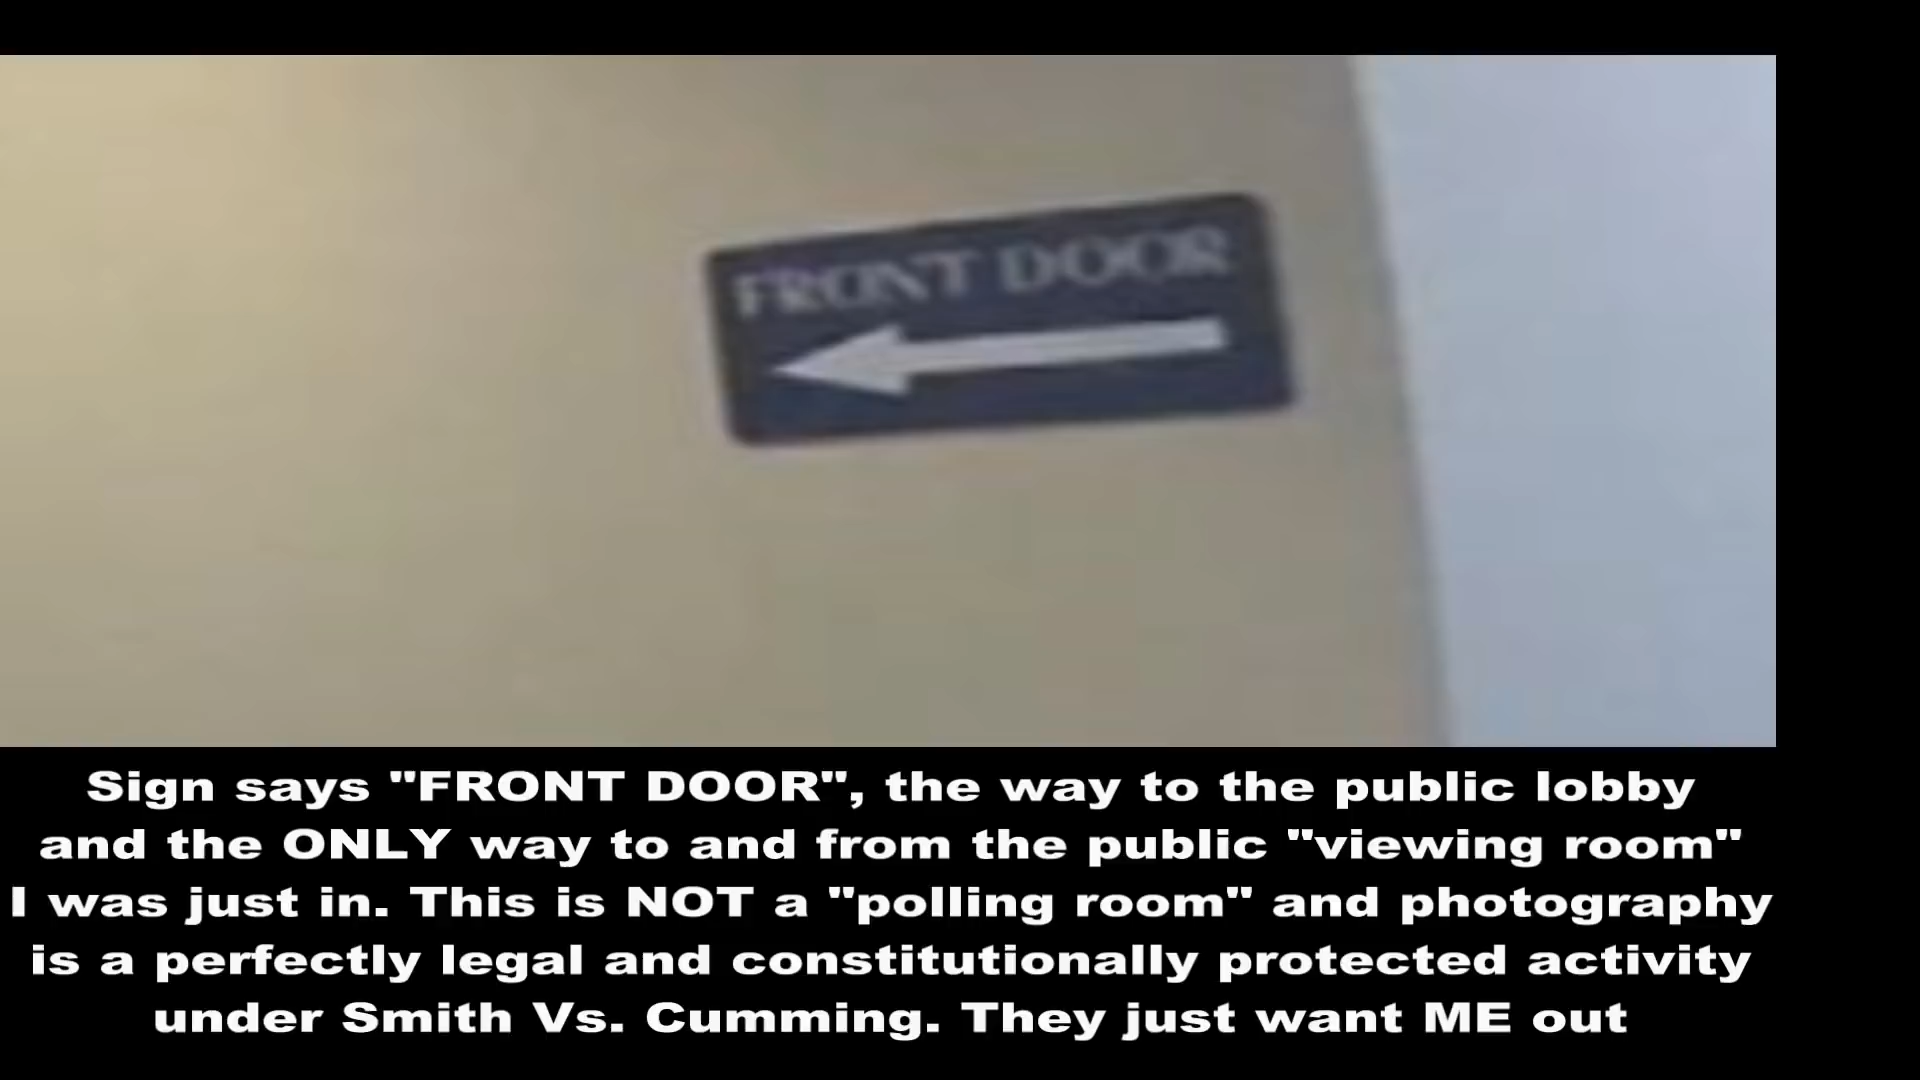 FRONT DOOR
Sign says "FRONT DOOR", the way to the public lobby
and the ONLY way to and from the public "viewing room"
I was just in. This is NOT a "polling room" and photography
is a perfectly legal and constitutionally protected activity
under Smith Vs. Cumming. They just want ME out